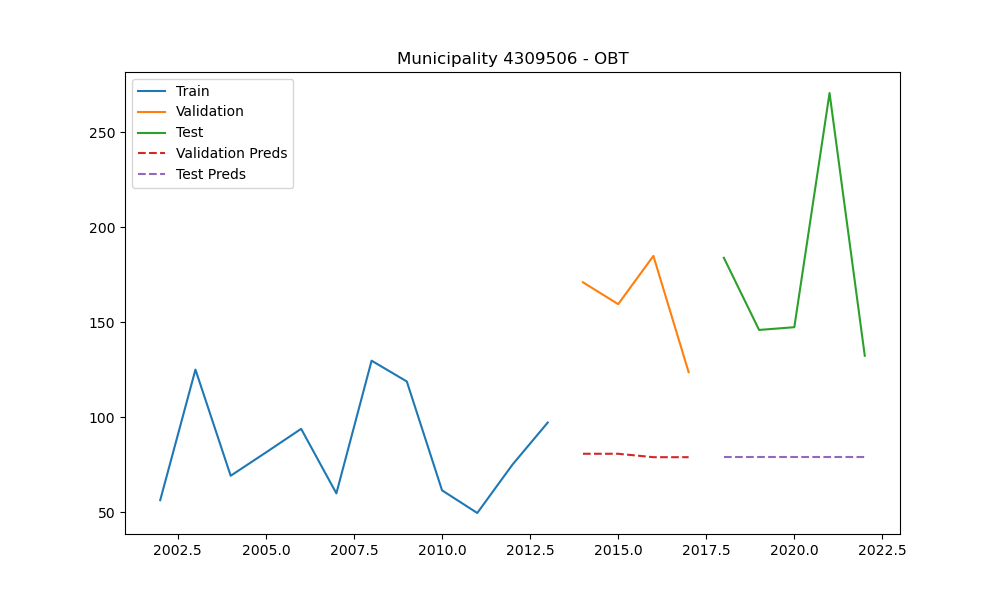 Municipality 4309506 - OBT
Train
Validation
Test
Validation Preds
Test Preds
250
200
150
100
50
2002.5 2005.0 2007.5 2010.0 2012.5 2015.0 2017.5 2020.0 2022.5